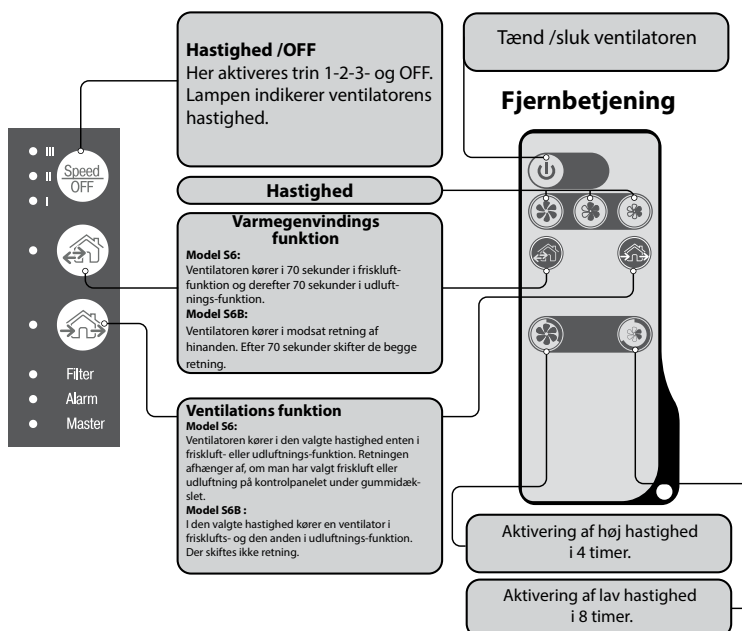 Hastighed /OFF
Her aktiveres trin 1-2-3- og OFF.
Lampen indikerer ventilatorens
hastighed.
Tænd /sluk ventilatoren
Fjernbetjening
III
II
I
Speed
OFF
Hastighed
Varmegenvindings
funktion
Model S6:
Ventilatoren kører i 70 sekunder i friskluft-
funktion og derefter 70 sekunder i udluft-
nings-funktion.
Model S6B:
Ventilatoren kører i modsat retning af
hinanden. Efter 70 sekunder skifter de begge
retning.
Filter
Alarm
Master
Ventilations funktion
Model S6:
Ventilatoren kører i den valgte hastighed enten i
friskluft- eller udluftnings-funktion. Retningen
afhænger af, om man har valgt friskluft eller
udluftning på kontrolpanelet under gummidæk-
slet.
Model S6B :
I den valgte hastighed kører en ventilator i
frisklufts- og den anden i udluftnings-funktion.
Der skiftes ikke retning.
Aktivering af høj hastighed
i 4 timer.
Aktivering af lav hastighed
i 8 timer.